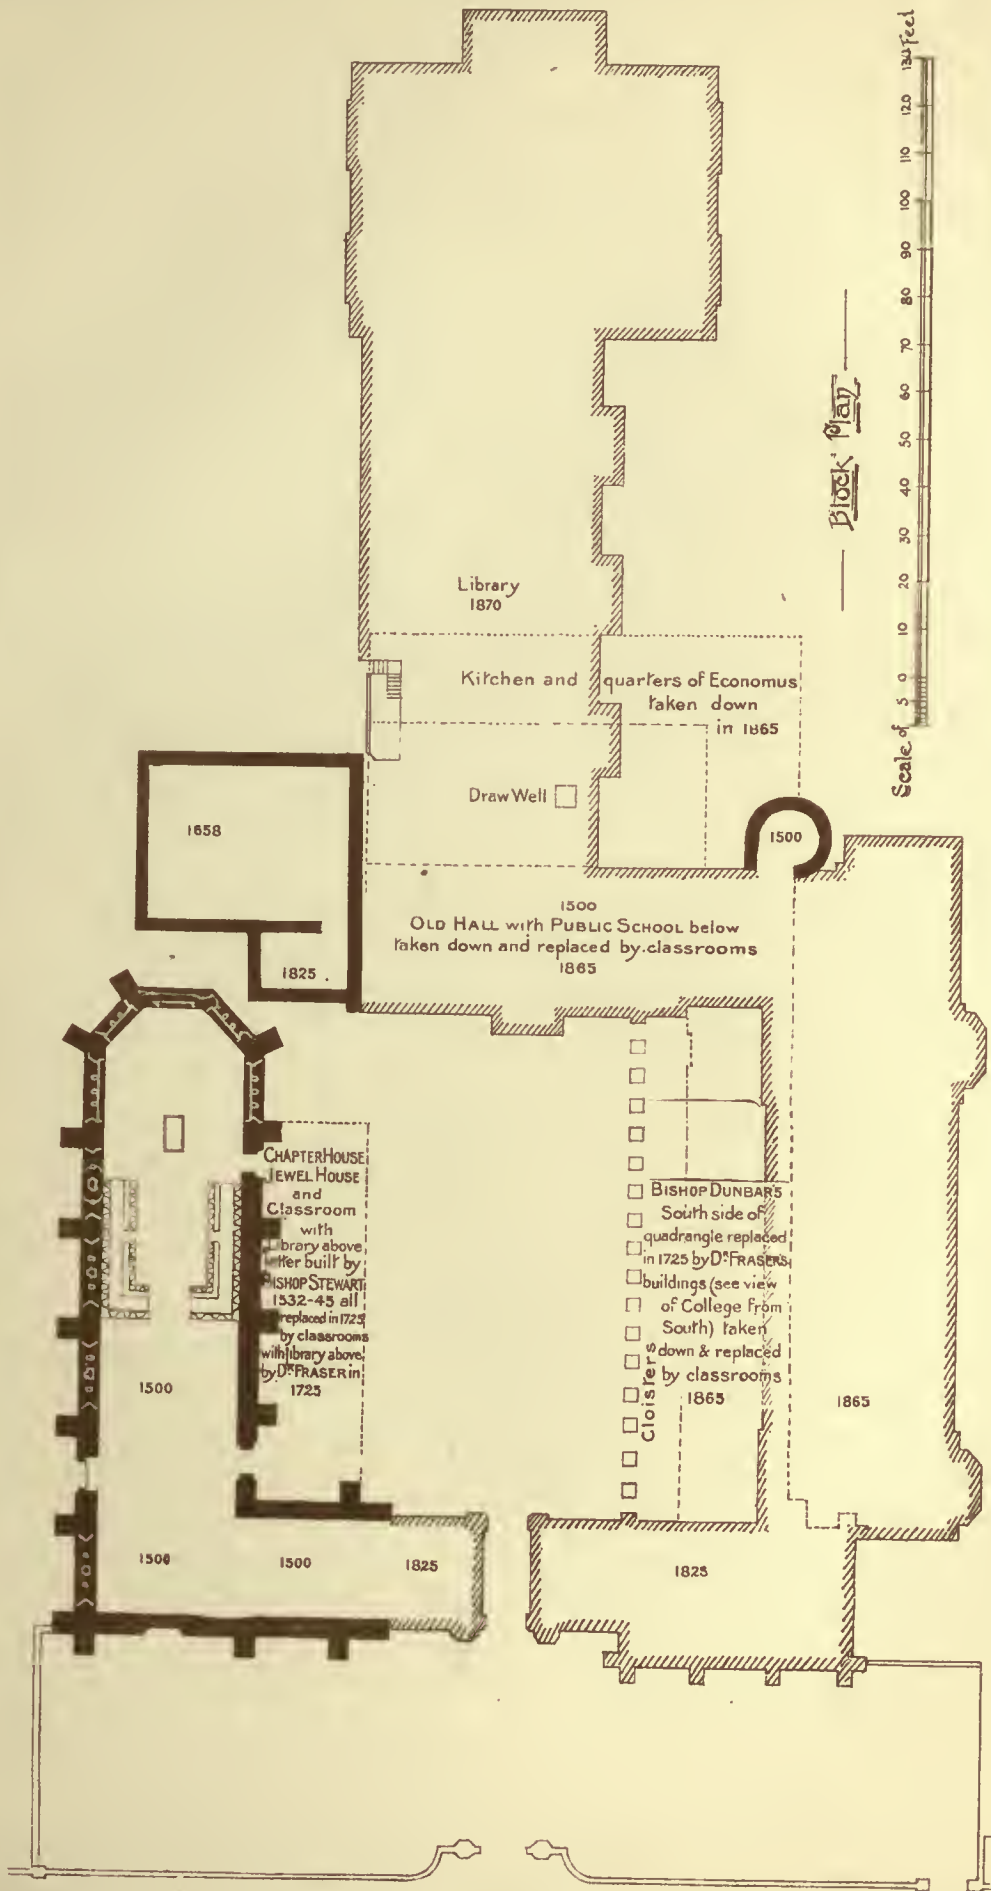 130 Feet
120
110
100
90
80
70
60
50
40
30
20
10
0
5
Scale of
Block Plan
Library
1870
Kitchen and quarters of Economus
taken down
in 1865
Draw Well
1658
1500
1500
OLD HALL with PUBLIC SCHOOL below
taken down and replaced by classrooms
1865
1825
CHAPTER HOUSE
JEWEL HOUSE
and
Classroom
with
library above
latter built by
BISHOP STEWART
1532-45 all
replaced in 1725
by classrooms
with library above
by DR. FRASER in
1725
BISHOP DUNBAR'S
South side of
quadrangle replaced
in 1725 by DR. FRASER'S
buildings (see view
of College from
South) taken
down & replaced
by classrooms
1865
Cloisters
1500
1865
1500
1500
1825
1825